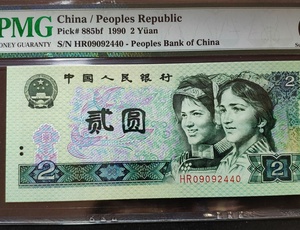 PMG
MONEY GUARANTY
China / Peoples Republic
Pick# 885bf 1990 2 Yüan
S/N HR09092440 - Peoples Bank of China
中国人民银行
贰圆
2
HR09092440
2